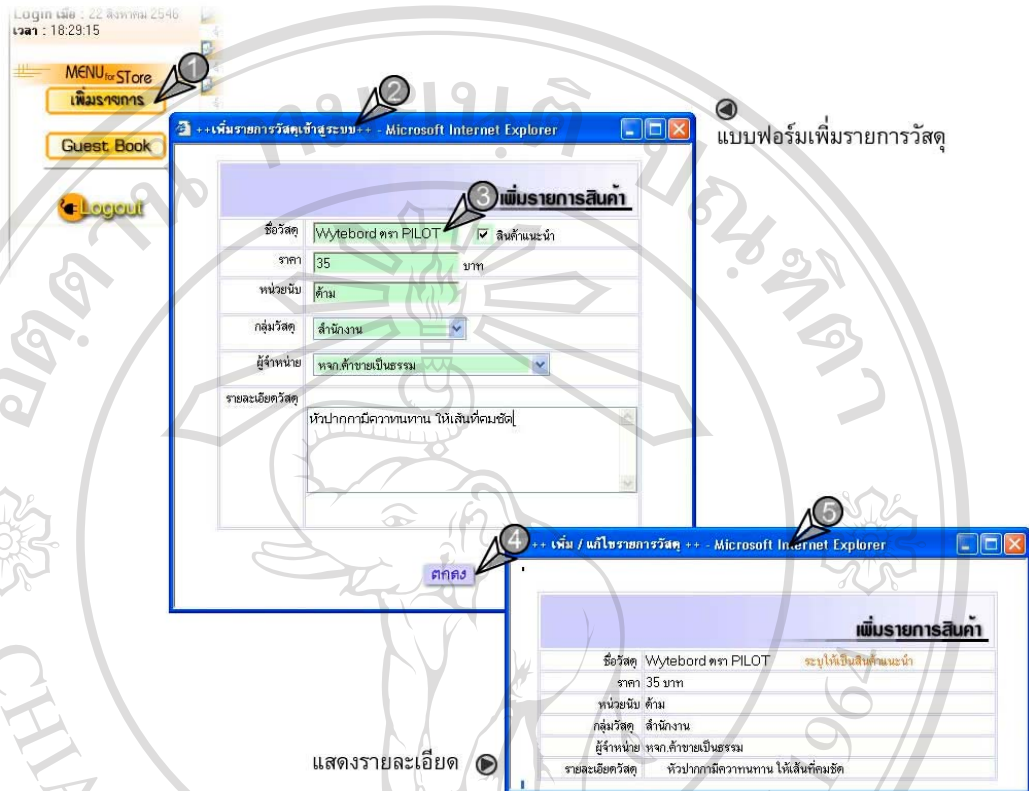 Login เมื่อ : 22 สิงหาคม 2546
เวลา : 18:29:15
MENU for STore
1
เพิ่มรายการ
Guest Book
Logout
2
++เพิ่มรายการวัสดุเข้าสู่ระบบ++ - Microsoft Internet Explorer
แบบฟอร์มเพิ่มรายการวัสดุ
3
เพิ่มรายการสินค้า
ชื่อวัสดุ Wytebord ตรา PILOT สินค้าแนะนำ
ราคา 35 บาท
หน่วยนับ ด้าม
กลุ่มวัสดุ สำนักงาน
ผู้จำหน่าย หจก.ค้าขายเป็นธรรม
รายละเอียดวัสดุ
หัวปากกามีความทนทาน ให้เส้นที่คมชัด
4
ตกลง
5
++ เพิ่ม / แก้ไขรายการวัสดุ ++ - Microsoft Internet Explorer
เพิ่มรายการสินค้า
ชื่อวัสดุ Wytebord ตรา PILOT ระบุให้เป็นสินค้าแนะนำ
ราคา 35 บาท
หน่วยนับ ด้าม
กลุ่มวัสดุ สำนักงาน
ผู้จำหน่าย หจก.ค้าขายเป็นธรรม
รายละเอียดวัสดุ หัวปากกามีความทนทาน ให้เส้นที่คมชัด
แสดงรายละเอียด
1964